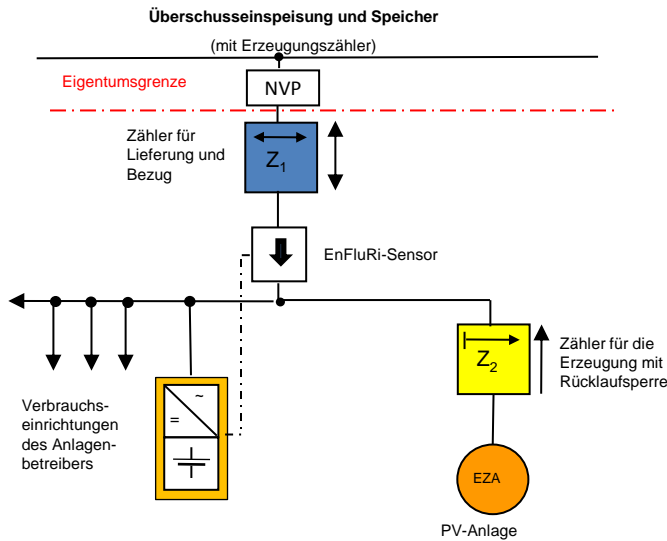 Überschusseinspeisung und Speicher
(mit Erzeugungszähler)
Eigentumsgrenze
NVP
Zähler für
Lieferung und
Bezug
Z1
EnFluRi-Sensor
Z2
Zähler für die
Erzeugung mit
Rücklaufsperre
Verbrauchs-
einrichtungen
des Anlagen-
betreibers
~
=
EZA
PV-Anlage